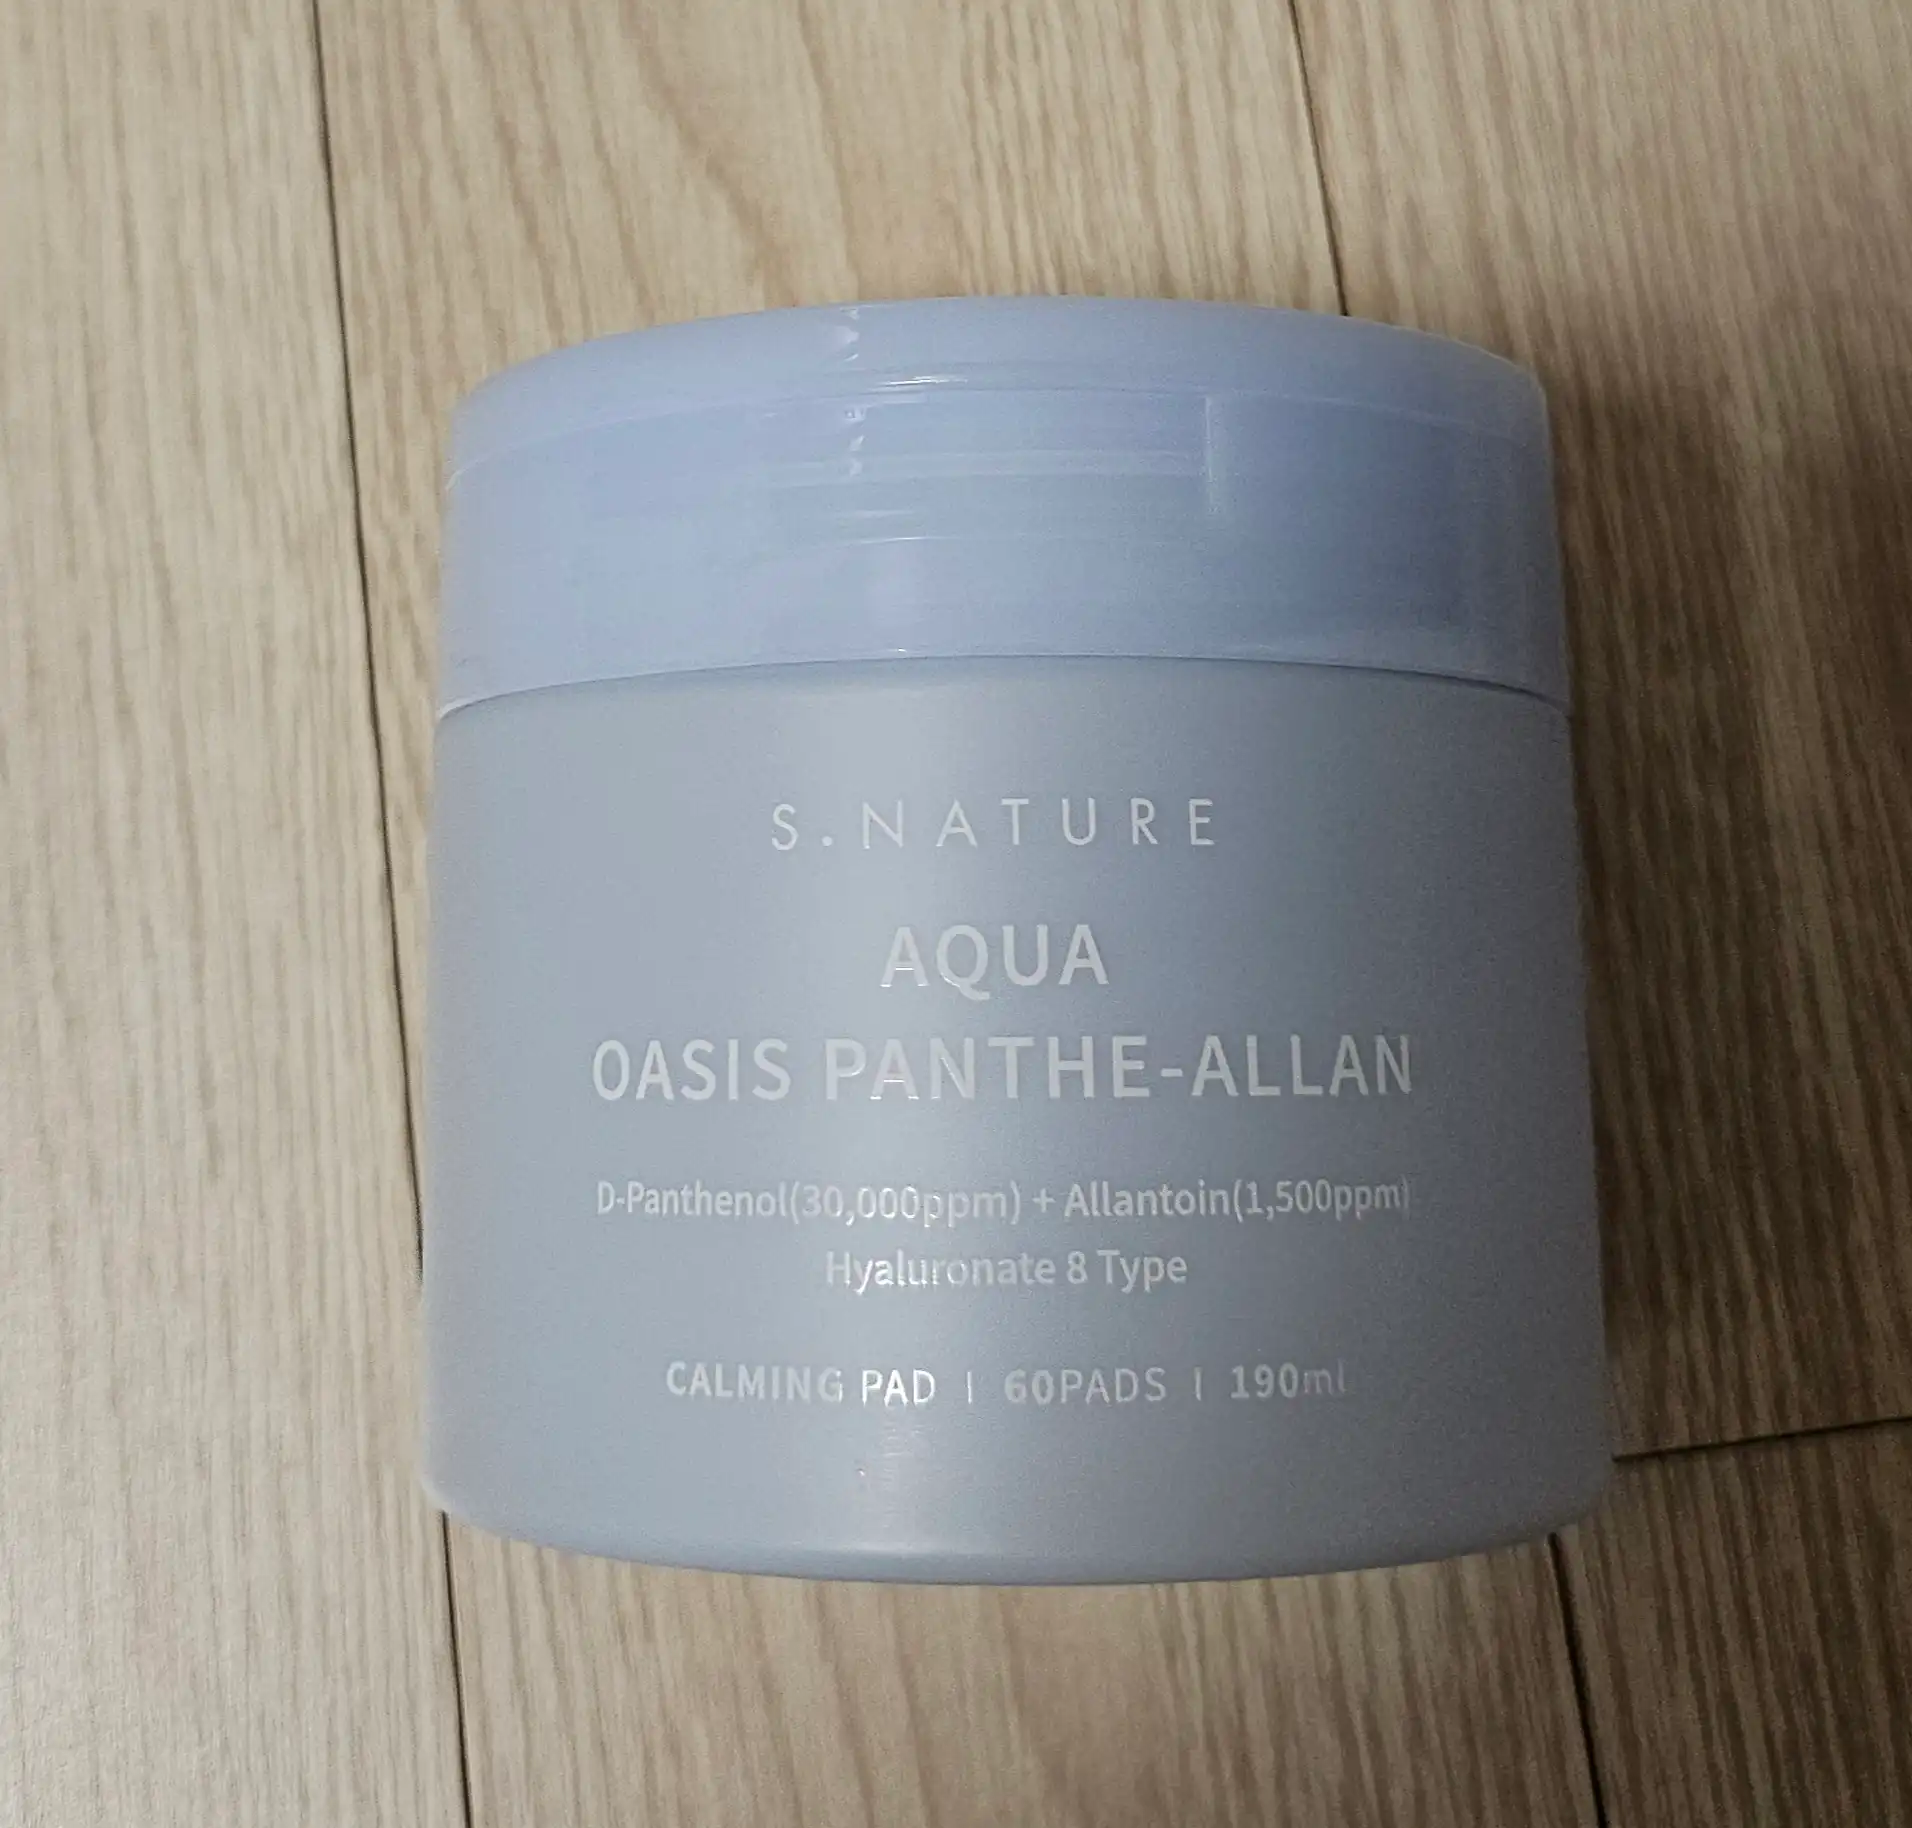 S.NATURE
AQUA
OASIS PANTHE-ALLAN
D-Panthenol(30,000ppm) + Allantoin(1,500ppm)
Hyaluronate 8 Type
CALMING PAD | 60PADS | 190ml